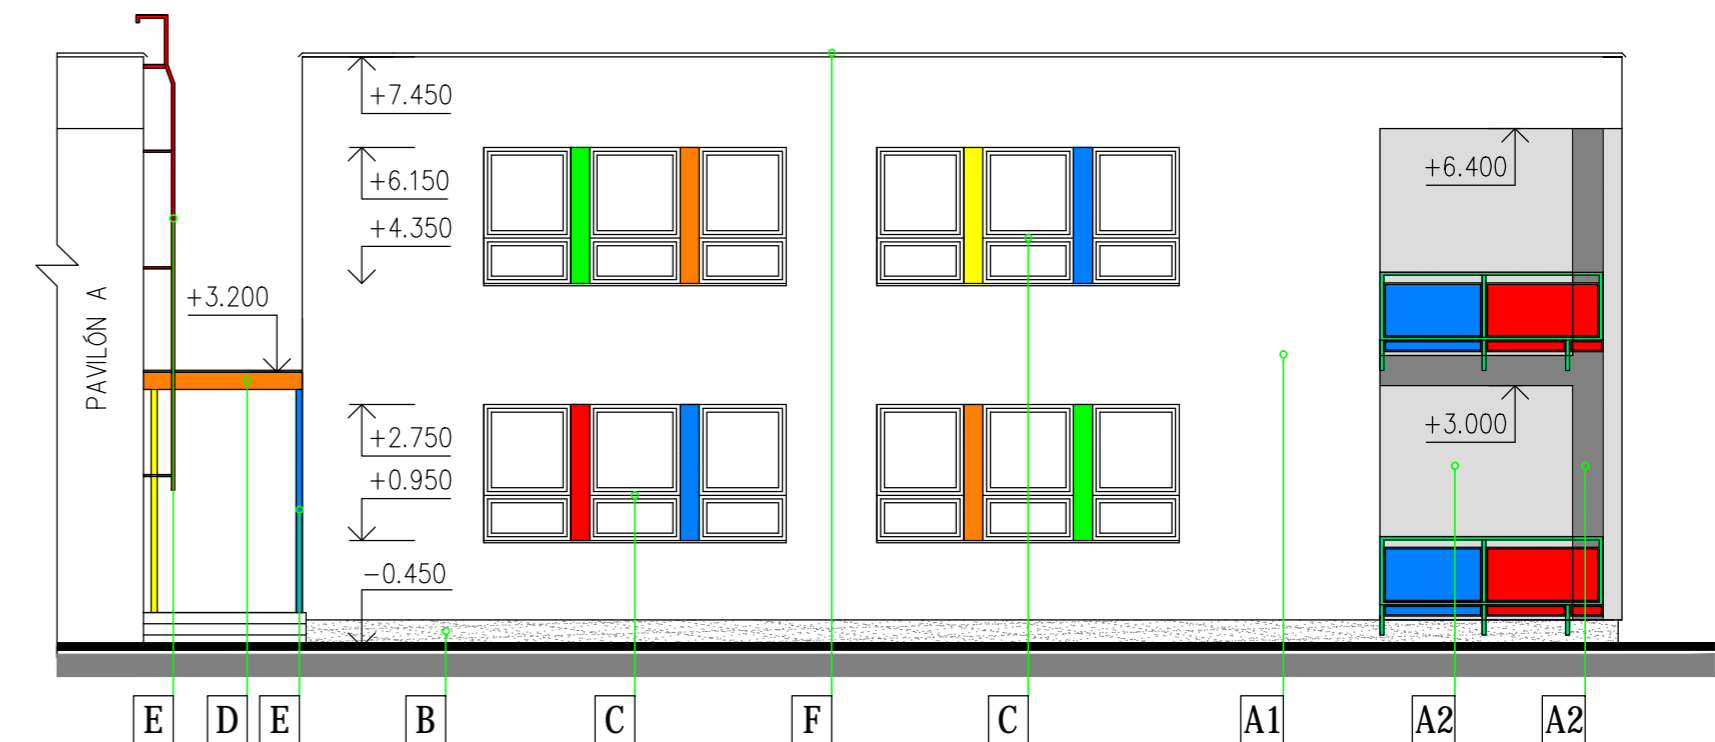 +7.450
+6.150
+6.400
+4.350
+3.200
PAVILÓN A
+2.750
+3.000
+0.950
-0.450
E
D
E
B
C
F
C
A1
A2
A2